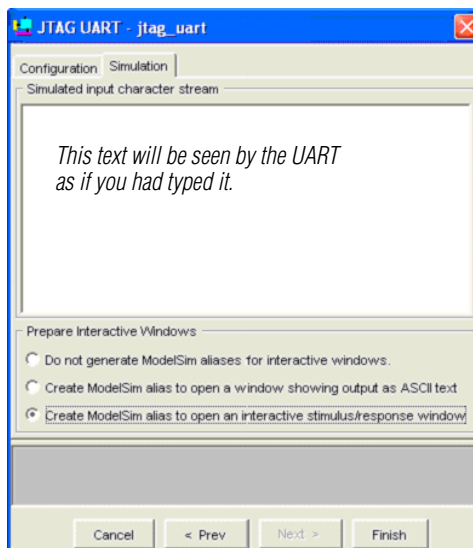 JTAG UART - jtag_uart
Configuration Simulation
Simulated input character stream
This text will be seen by the UART
as if you had typed it.
Prepare Interactive Windows
Do not generate ModelSim aliases for interactive windows.
Create ModelSim alias to open a window showing output as ASCII text
Create ModelSim alias to open an interactive stimulus/response window
Cancel < Prev Next > Finish